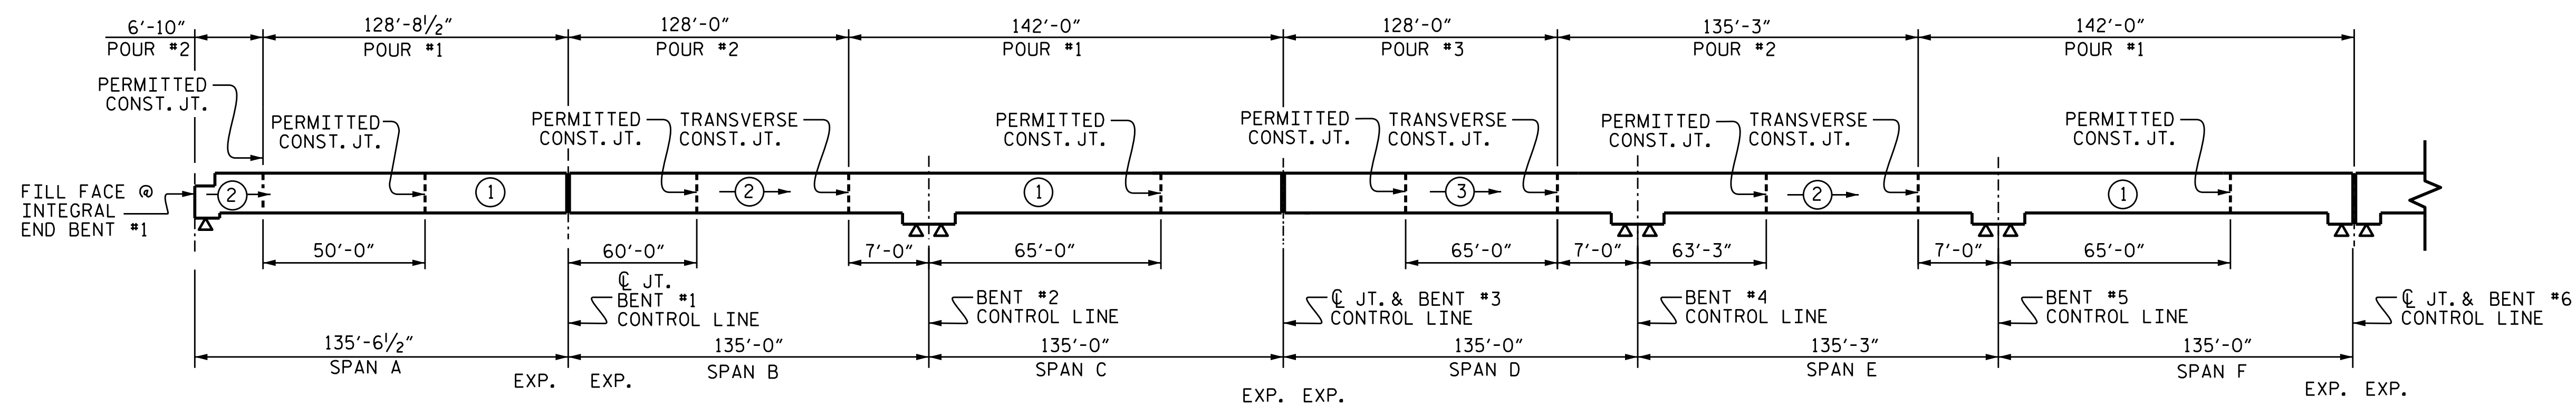 6'-10" 128'-8½" 128'-0" 142'-0" 128'-0" 135'-3" 142'-0"
POUR #2 POUR #1 POUR #2 POUR #1 POUR #3 POUR #2 POUR #1
PERMITTED
CONST. JT.
PERMITTED
CONST. JT.
PERMITTED
CONST. JT.
TRANSVERSE
CONST. JT.
PERMITTED
CONST. JT.
PERMITTED
CONST. JT.
TRANSVERSE
CONST. JT.
PERMITTED
CONST. JT.
TRANSVERSE
CONST. JT.
PERMITTED
CONST. JT.
FILL FACE @
INTEGRAL
END BENT #1
2 1 2 1 3 2 1
50'-0" 60'-0" 7'-0" 65'-0" 65'-0" 7'-0" 63'-3" 7'-0" 65'-0"
℄ JT.
BENT #1
CONTROL LINE
BENT #2
CONTROL LINE
℄ JT. & BENT #3
CONTROL LINE
BENT #4
CONTROL LINE
BENT #5
CONTROL LINE
℄ JT. & BENT #6
CONTROL LINE
135'-6½" 135'-0" 135'-0" 135'-0" 135'-3" 135'-0"
SPAN A SPAN B SPAN C SPAN D SPAN E SPAN F
EXP. EXP. EXP. EXP. EXP. EXP.